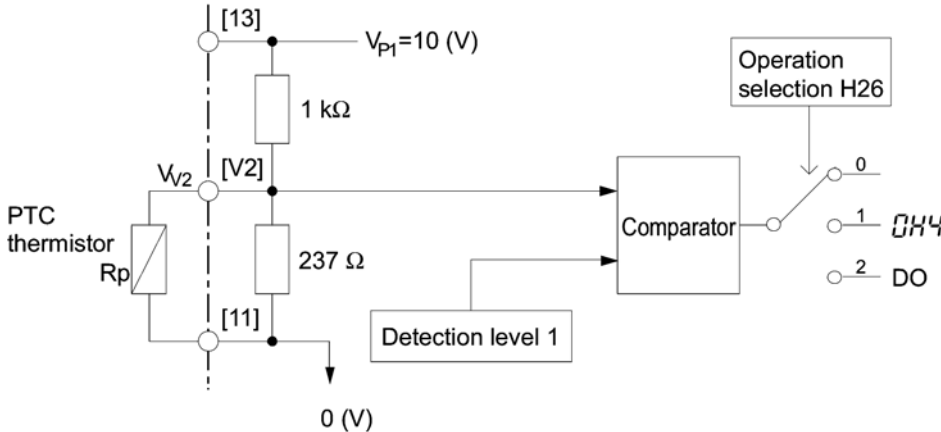 [13]
V_P1=10 (V)
1 kΩ
Operation
selection H26
V_V2
[V2]
0
PTC
thermistor
Rp
237 Ω
Comparator
1
OH4
2
DO
[11]
Detection level 1
0 (V)